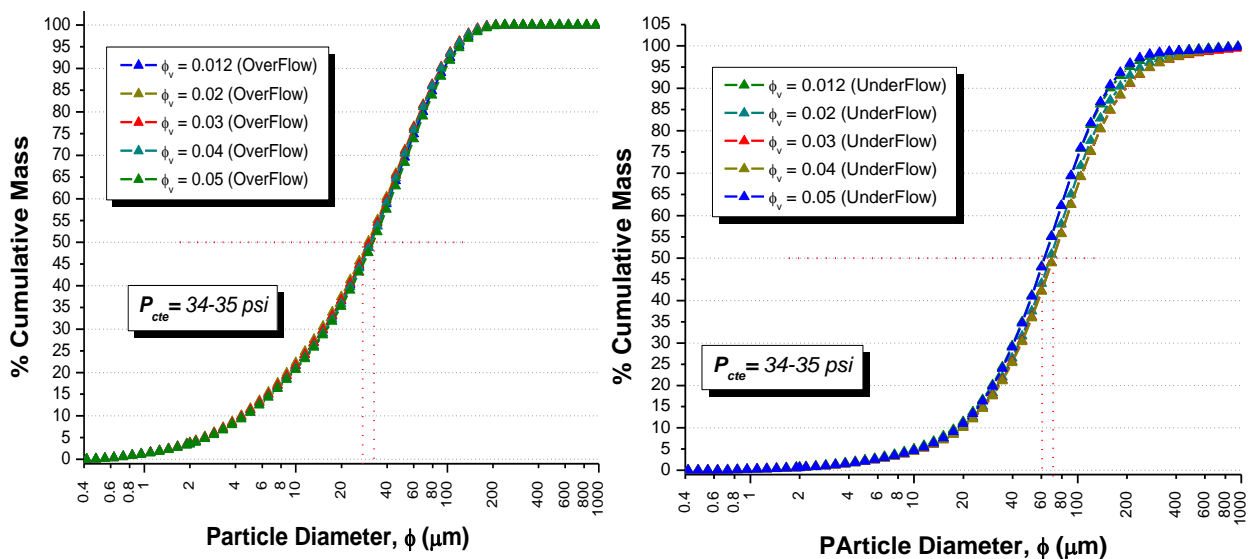 100
95
90
85
80
75
70
65
60
55
50
45
40
35
30
25
20
15
10
5
0
% Cumulative Mass
ϕv = 0.012 (OverFlow)
ϕv = 0.02 (OverFlow)
ϕv = 0.03 (OverFlow)
ϕv = 0.04 (OverFlow)
ϕv = 0.05 (OverFlow)
Pcte= 34-35 psi
0.4 0.6 0.8 1 2 4 6 8 10 20 40 60 80 100 200 400 600 800 1000
Particle Diameter, ϕ (μm)
105
100
95
90
85
80
75
70
65
60
55
50
45
40
35
30
25
20
15
10
5
0
% Cumulative Mass
ϕv = 0.012 (UnderFlow)
ϕv = 0.02 (UnderFlow)
ϕv = 0.03 (UnderFlow)
ϕv = 0.04 (UnderFlow)
ϕv = 0.05 (UnderFlow)
Pcte= 34-35 psi
0.4 0.6 0.8 1 2 4 6 8 10 20 40 60 80 100 200 400 600 800 1000
PArticle Diameter, ϕ (μm)